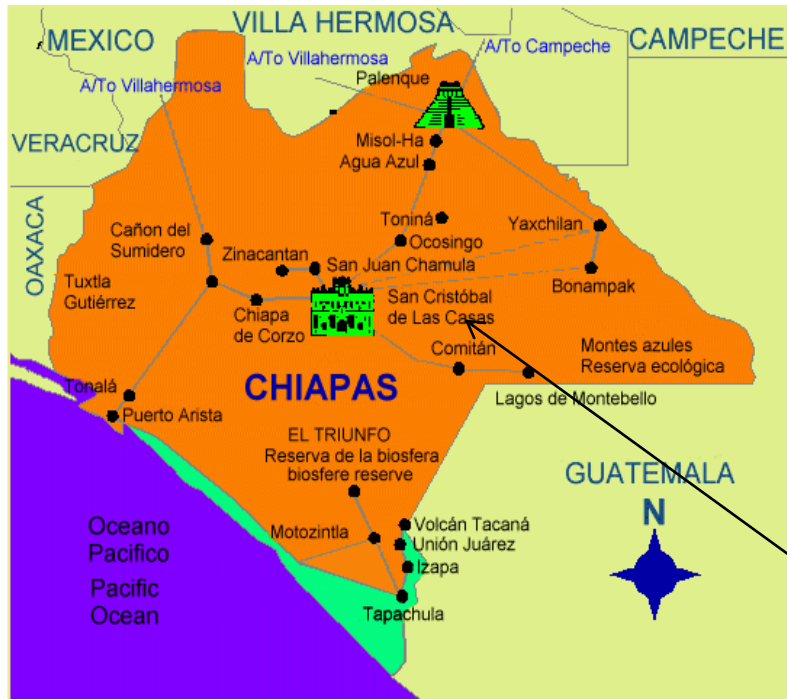 VILLA HERMOSA
MEXICO
CAMPECHE
A/To Campeche
A/To Villahermosa
A/To Villahermosa
Palenque
VERACRUZ
Misol-Ha
Agua Azul
OAXACA
Toniná
Yaxchilan
Cañon del
Sumidero
Ocosingo
Zinacantan
San Juan Chamula
Tuxtla
Gutiérrez
Bonampak
Chiapa
de Corzo
San Cristóbal
de Las Casas
Comitán
Montes azules
Reserva ecológica
CHIAPAS
Tonalá
Lagos de Montebello
Puerto Arista
EL TRIUNFO
Reserva de la biosfera
biosfere reserve
GUATEMALA
N
Oceano
Pacifico
Pacific
Ocean
Motozintla
Volcán Tacaná
Unión Juárez
Izapa
Tapachula